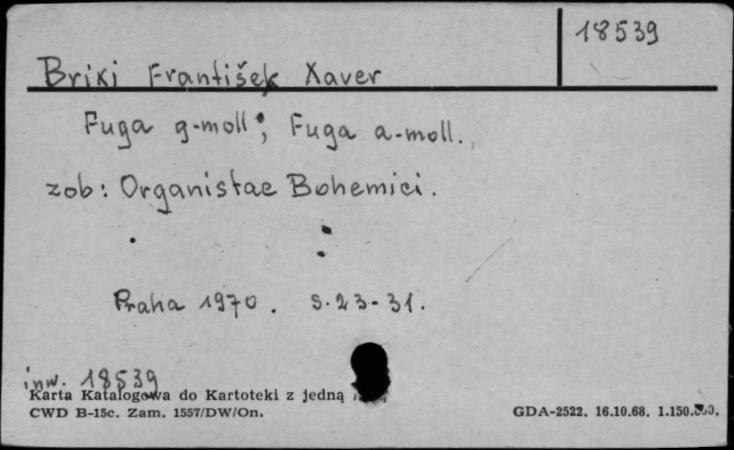 18539
Brixi František Xaver
Fuga g-moll; Fuga a-moll.
zob: Organistae Bohemici.
Praha 1970. s. 23-31.
inw. 18539
Karta Katalogowa do Kartoteki z jedną
CWD B-15c. Zam. 1557/DW/On.
GDA-2522. 16.10.68.